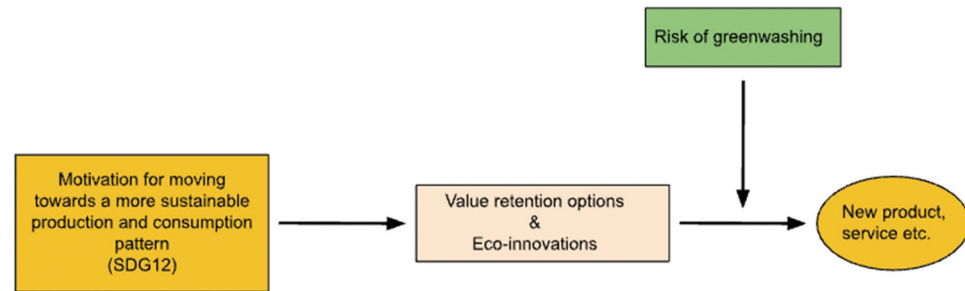 Risk of greenwashing
Motivation for moving
towards a more sustainable
production and consumption
pattern
(SDG12)
Value retention options
&
Eco-innovations
New product,
service etc.